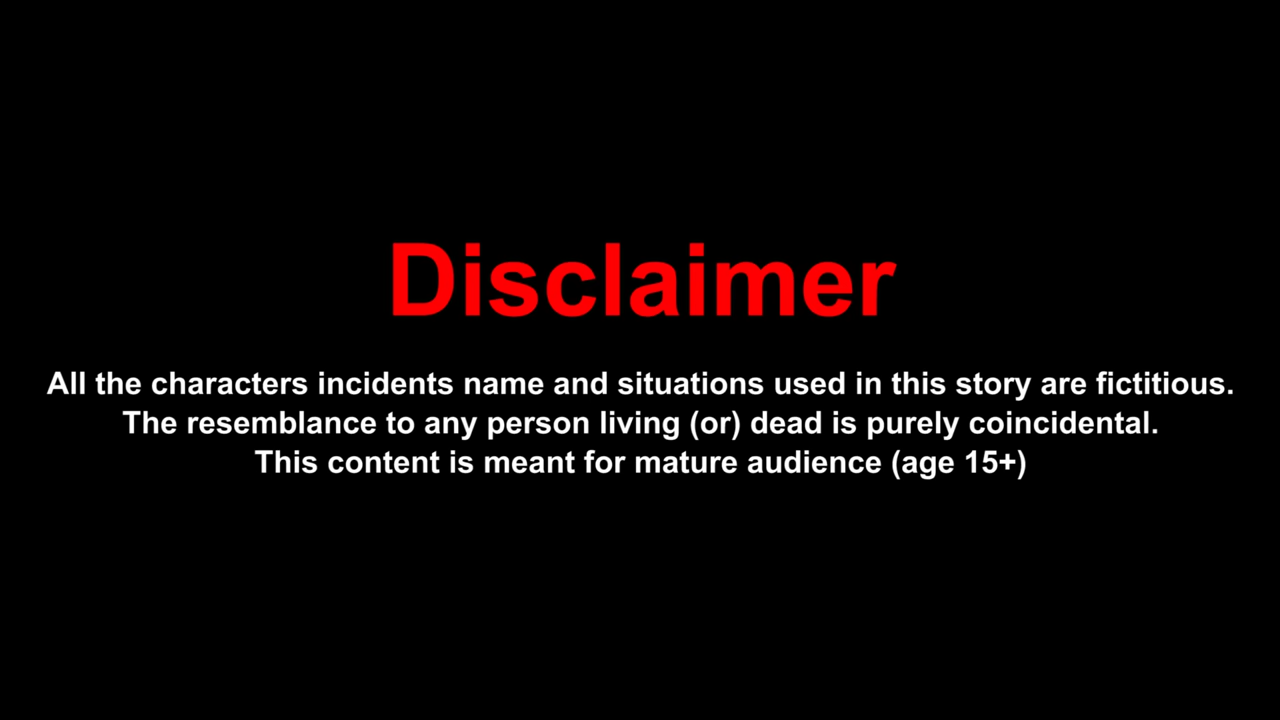 Disclaimer
All the characters incidents name and situations used in this story are fictitious.
The resemblance to any person living (or) dead is purely coincidental.
This content is meant for mature audience (age 15+)